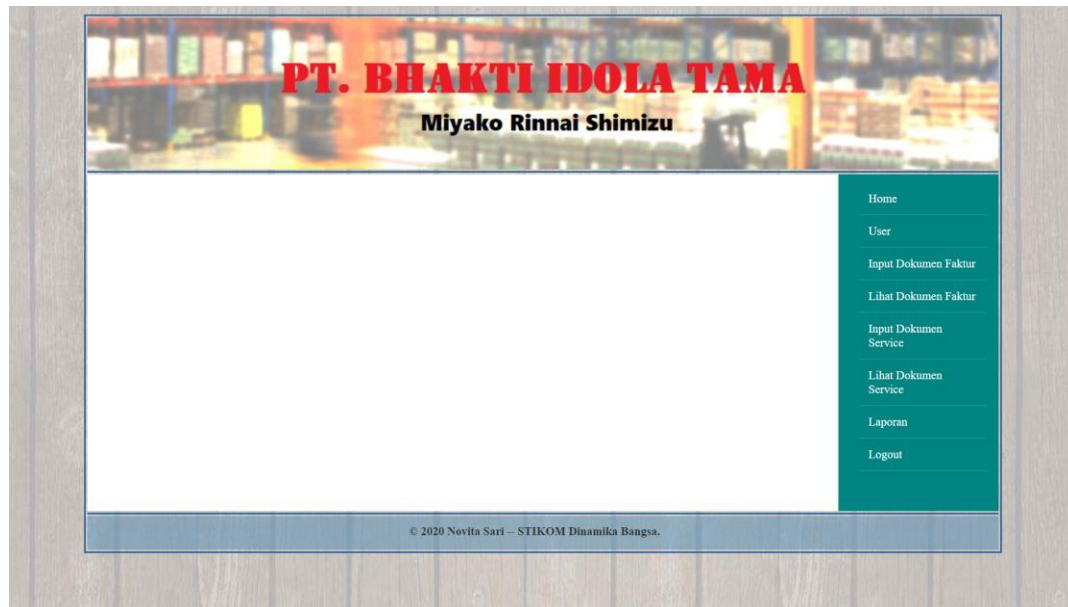 PT. BHAKTI IDOLA TAMA
Miyako Rinnai Shimizu
Home
User
Input Dokumen Faktur
Lihat Dokumen Faktur
Input Dokumen
Service
Lihat Dokumen
Service
Laporan
Logout
© 2020 Novita Sari -- STIKOM Dinamika Bangsa.